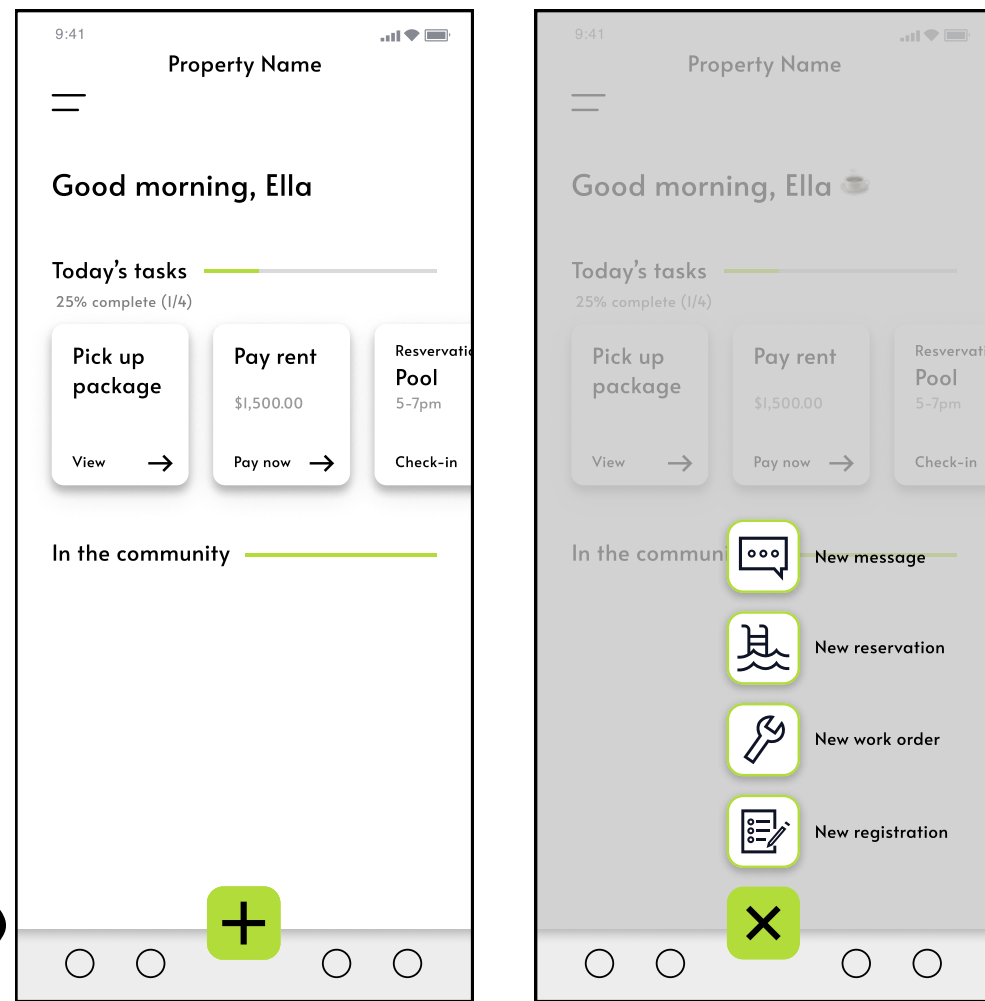 9:41
Property Name
Good morning, Ella
Today's tasks
25% complete (1/4)
Pick up
package
View
Pay rent
$1,500.00
Pay now
Resvervatio
Pool
5-7pm
Check-in
In the community
9:41
Property Name
Good morning, Ella
Today's tasks
25% complete (1/4)
Pick up
package
View
Pay rent
$1,500.00
Pay now
Resvervati
Pool
5-7pm
Check-in
In the communi
New message
New reservation
New work order
New registration